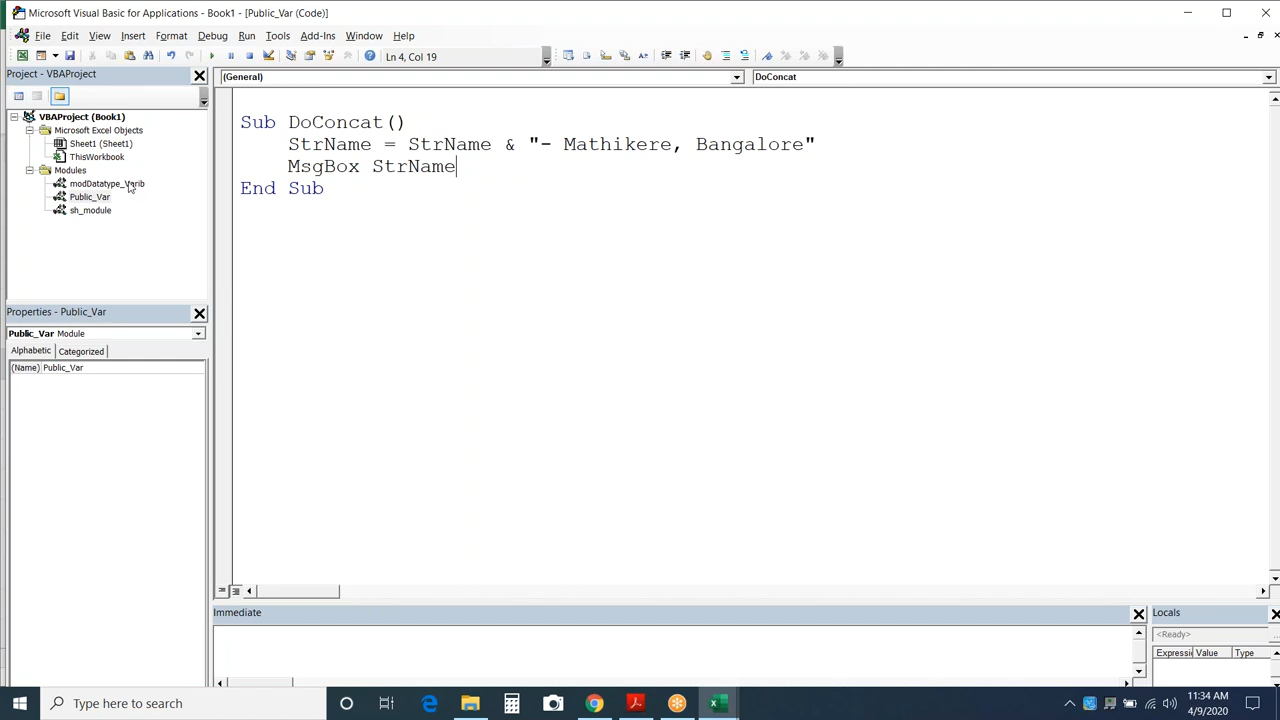 Microsoft Visual Basic for Applications - Book1 - [Public_Var (Code)]
File Edit View Insert Format Debug Run Tools Add-Ins Window Help
Ln 4, Col 19
Project - VBAProject
(General)
DoConcat
VBAProject (Book1)
Microsoft Excel Objects
Sheet1 (Sheet1)
ThisWorkbook
Modules
modDatatype_Varib
Public_Var
sh_module
Sub DoConcat()
StrName = StrName & "- Mathikere, Bangalore"
MsgBox StrName
End Sub
Properties - Public_Var
Public_Var Module
Alphabetic Categorized
(Name) Public_Var
Immediate
Locals
<Ready>
Expressi Value Type
Type here to search
11:34 AM
4/9/2020